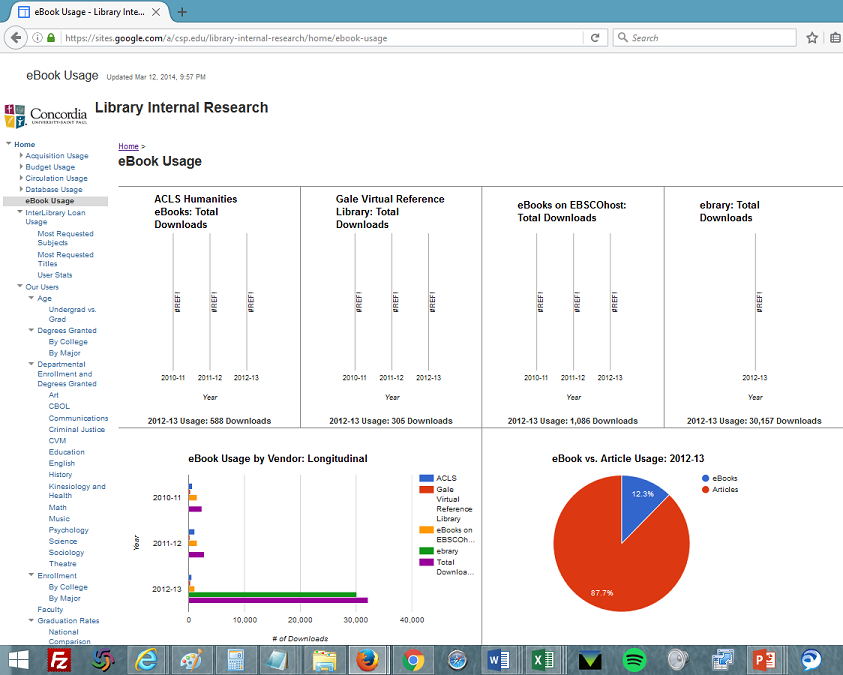 eBook Usage - Library Inte...
https://sites.google.com/a/csp.edu/library-internal-research/home/ebook-usage
Search
eBook Usage Updated Mar 12, 2014, 9:57 PM
Concordia
UNIVERSITY·SAINT PAUL
Library Internal Research
Home
Acquisition Usage
Budget Usage
Circulation Usage
Database Usage
eBook Usage
InterLibrary Loan
Usage
Most Requested
Subjects
Most Requested
Titles
User Stats
Our Users
Age
Undergrad vs.
Grad
Degrees Granted
By College
By Major
Departmental
Enrollment and
Degrees Granted
Art
CBOL
Communications
Criminal Justice
CVM
Education
English
History
Kinesiology and
Health
Math
Music
Psychology
Science
Sociology
Theatre
Enrollment
By College
By Major
Faculty
Graduation Rates
National
Comparison
Home >
eBook Usage
ACLS Humanities
eBooks: Total
Downloads
#REF!
#REF!
#REF!
2010-11 2011-12 2012-13
Year
2012-13 Usage: 588 Downloads
Gale Virtual Reference
Library: Total
Downloads
#REF!
#REF!
#REF!
2010-11 2011-12 2012-13
Year
2012-13 Usage: 305 Downloads
eBooks on EBSCOhost:
Total Downloads
#REF!
#REF!
#REF!
2010-11 2011-12 2012-13
Year
2012-13 Usage: 1,086 Downloads
ebrary: Total
Downloads
#REF!
2012-13
Year
2012-13 Usage: 30,157 Downloads
eBook Usage by Vendor: Longitudinal
Year
2010-11
2011-12
2012-13
0 10,000 20,000 30,000 40,000
# of Downloads
ACLS
Gale
Virtual
Reference
Library
eBooks on
EBSCOh...
ebrary
Total
Downloa...
eBook vs. Article Usage: 2012-13
12.3%
87.7%
eBooks
Articles